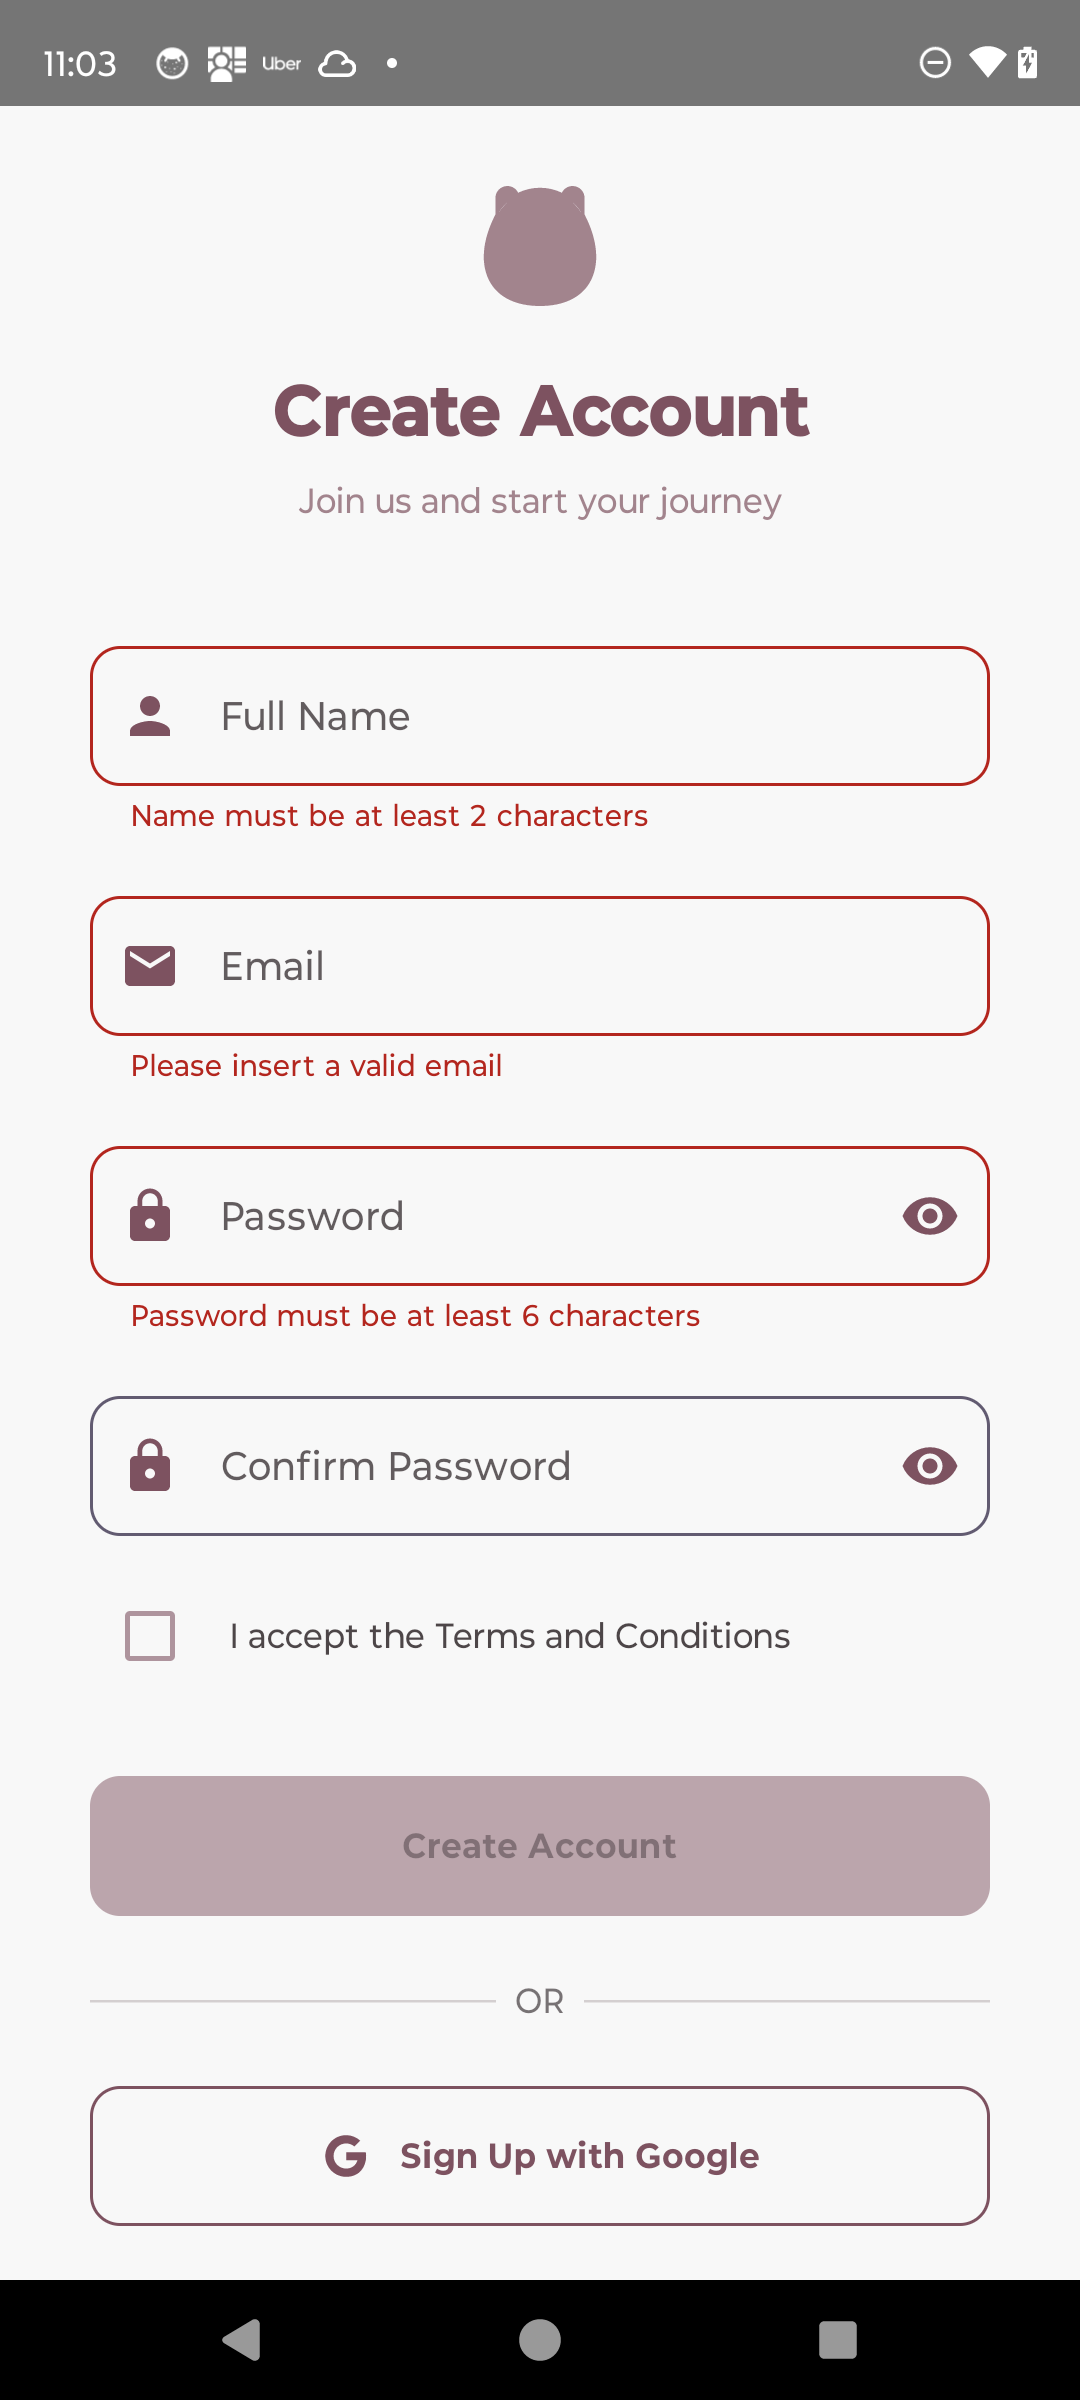 11:03
Uber
Create Account
Join us and start your journey
Full Name
Name must be at least 2 characters
Email
Please insert a valid email
Password
Password must be at least 6 characters
Confirm Password
I accept the Terms and Conditions
Create Account
OR
G Sign Up with Google